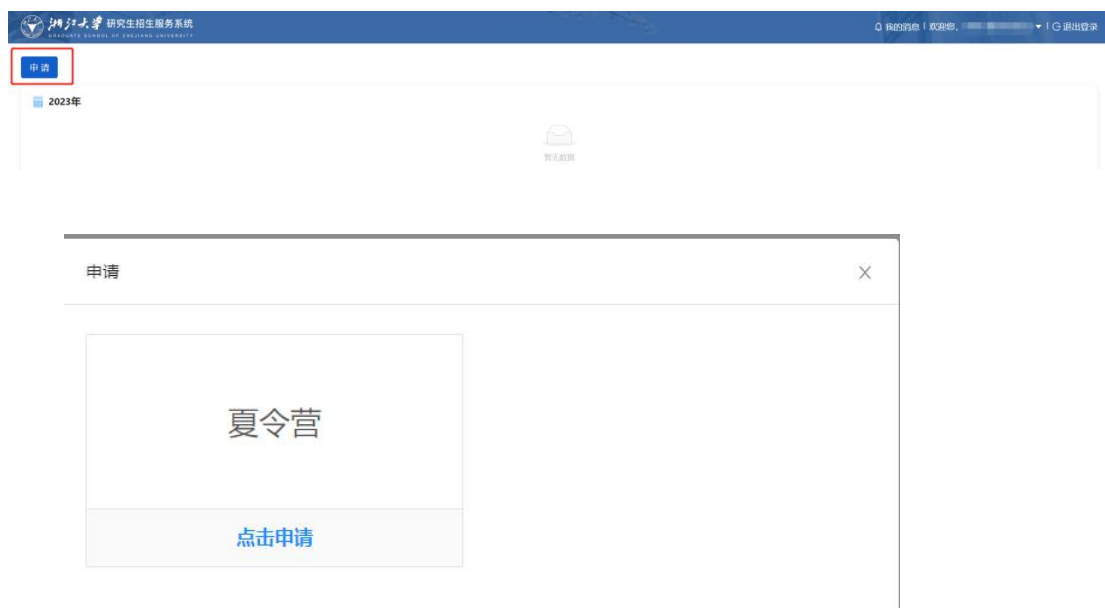 浙江大学 研究生招生服务系统
GRADUATE SCHOOL OF ZHEJIANG UNIVERSITY
我的消息 | 欢迎您, | 退出登录
申请
2023年
暂无数据
申请
夏令营
点击申请